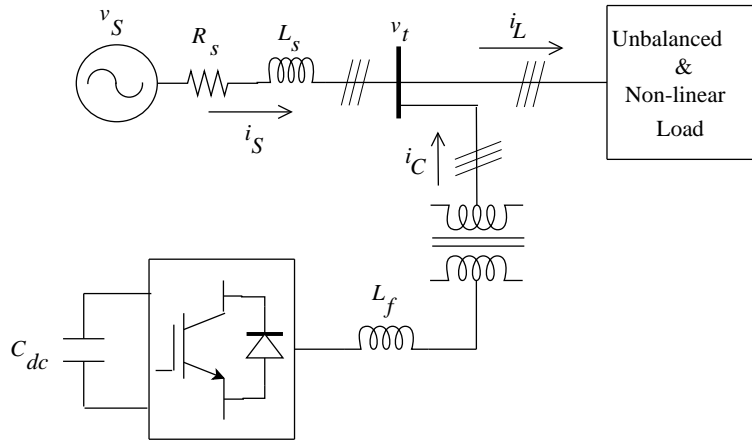 v_S
R_s
L_s
v_t
i_L
i_S
i_C
Unbalanced
&
Non-linear
Load
L_f
C_dc